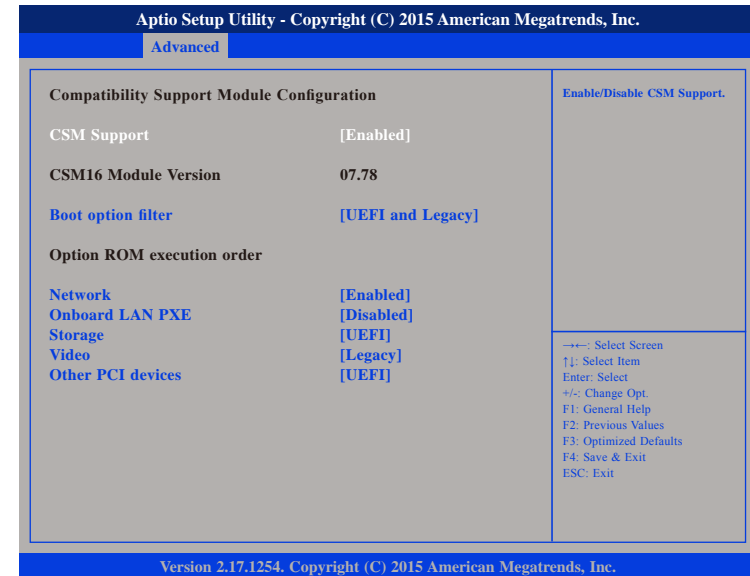 Aptio Setup Utility - Copyright (C) 2015 American Megatrends, Inc.
Advanced
Compatibility Support Module Configuration
CSM Support [Enabled]
CSM16 Module Version 07.78
Boot option filter [UEFI and Legacy]
Option ROM execution order
Network [Enabled]
Onboard LAN PXE [Disabled]
Storage [UEFI]
Video [Legacy]
Other PCI devices [UEFI]
Enable/Disable CSM Support.
→←: Select Screen
↑↓: Select Item
Enter: Select
+/-: Change Opt.
F1: General Help
F2: Previous Values
F3: Optimized Defaults
F4: Save & Exit
ESC: Exit
Version 2.17.1254. Copyright (C) 2015 American Megatrends, Inc.